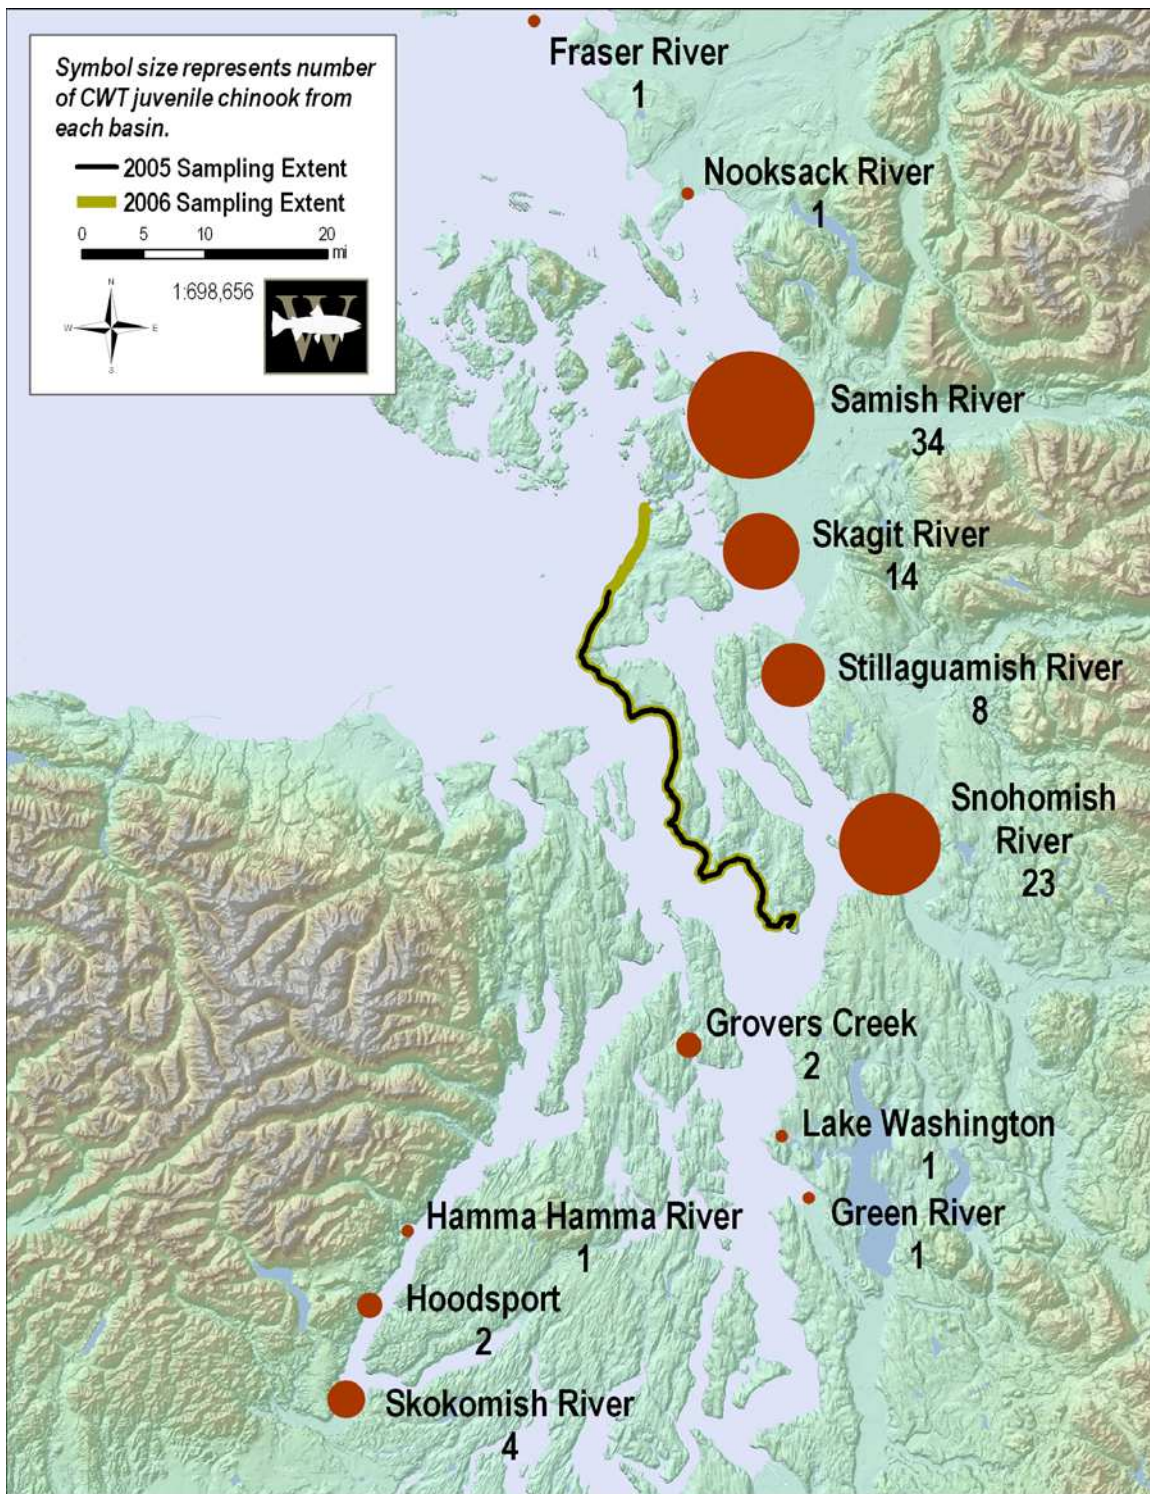 Symbol size represents number
of CWT juvenile chinook from
each basin.
2005 Sampling Extent
2006 Sampling Extent
0 5 10 20
mi
1:698,656
N
W E
S
W
Fraser River
1
Nooksack River
1
Samish River
34
Skagit River
14
Stillaguamish River
8
Snohomish
River
23
Grovers Creek
2
Lake Washington
1
Green River
1
Hamma Hamma River
1
Hoodsport
2
Skokomish River
4